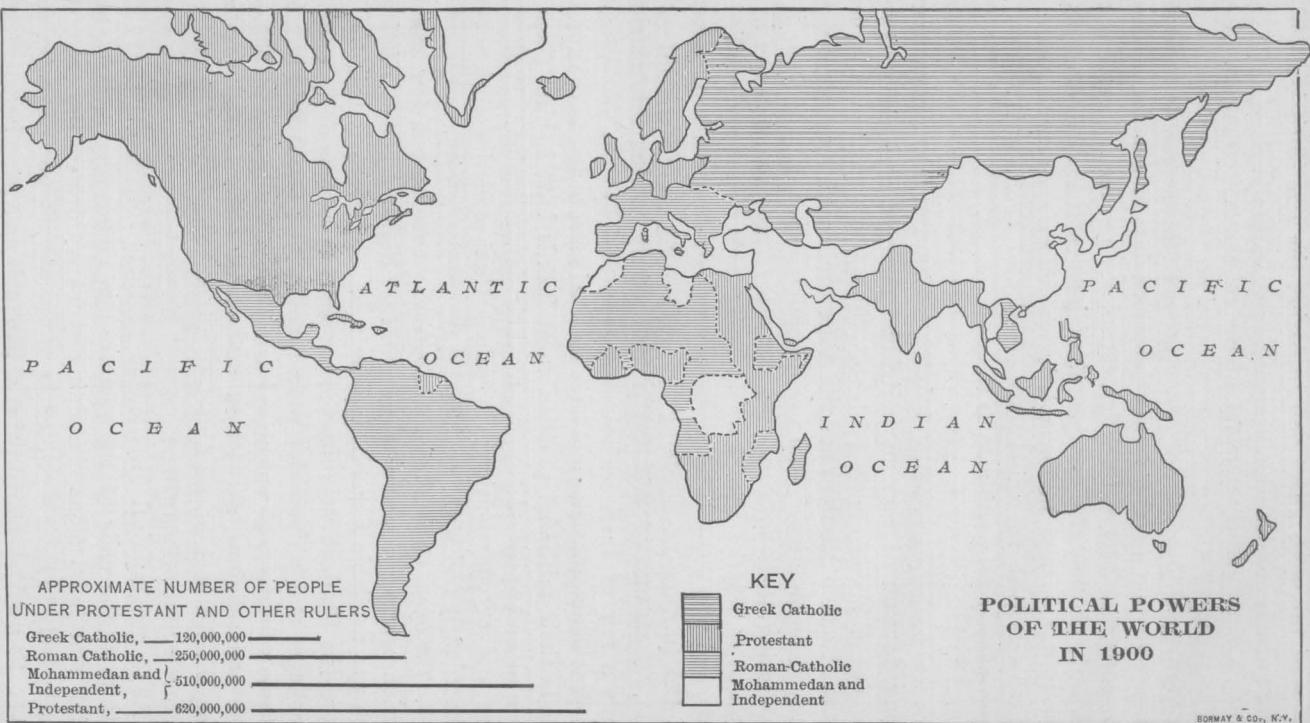 ATLANTIC
OCEAN
PACIFIC
OCEAN
PACIFIC
OCEAN
INDIAN
OCEAN
APPROXIMATE NUMBER OF PEOPLE
UNDER PROTESTANT AND OTHER RULERS
Greek Catholic, 120,000,000
Roman Catholic, 250,000,000
Mohammedan and
Independent, 510,000,000
Protestant, 620,000,000
KEY
Greek Catholic
Protestant
Roman-Catholic
Mohammedan and
Independent
POLITICAL POWERS
OF THE WORLD
IN 1900
BORMAY & CO., N.Y.